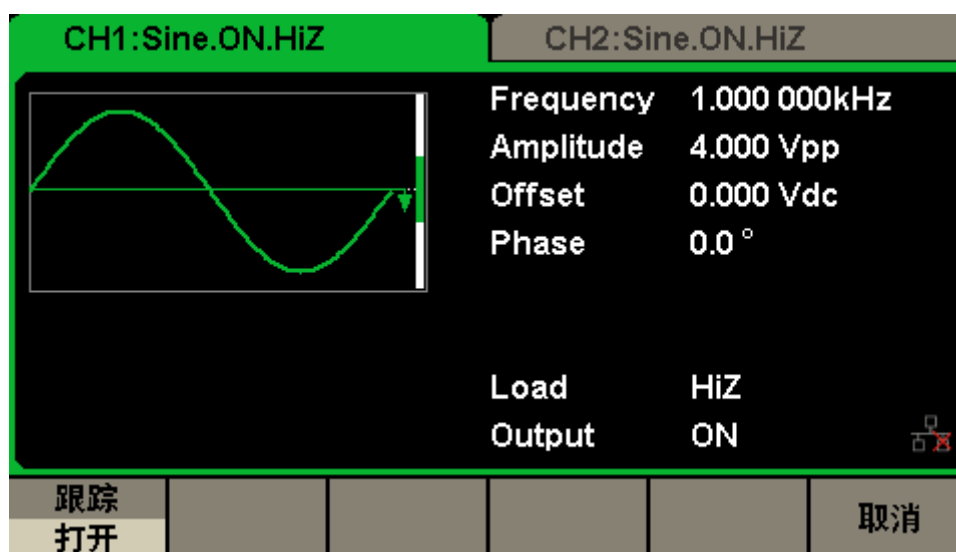 CH1:Sine.ON.HiZ CH2:Sine.ON.HiZ
Frequency 1.000 000kHz
Amplitude 4.000 Vpp
Offset 0.000 Vdc
Phase 0.0 °
Load HiZ
Output ON
跟踪
打开
取消